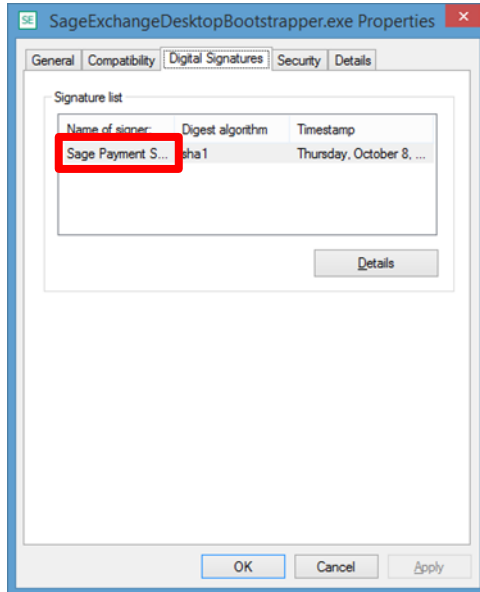 SE SageExchangeDesktopBootstrapper.exe Properties ×
General Compatibility Digital Signatures Security Details
Signature list
Name of signer: Digest algorithm Timestamp
Sage Payment S... sha1 Thursday, October 8, ...
Details
OK Cancel Apply